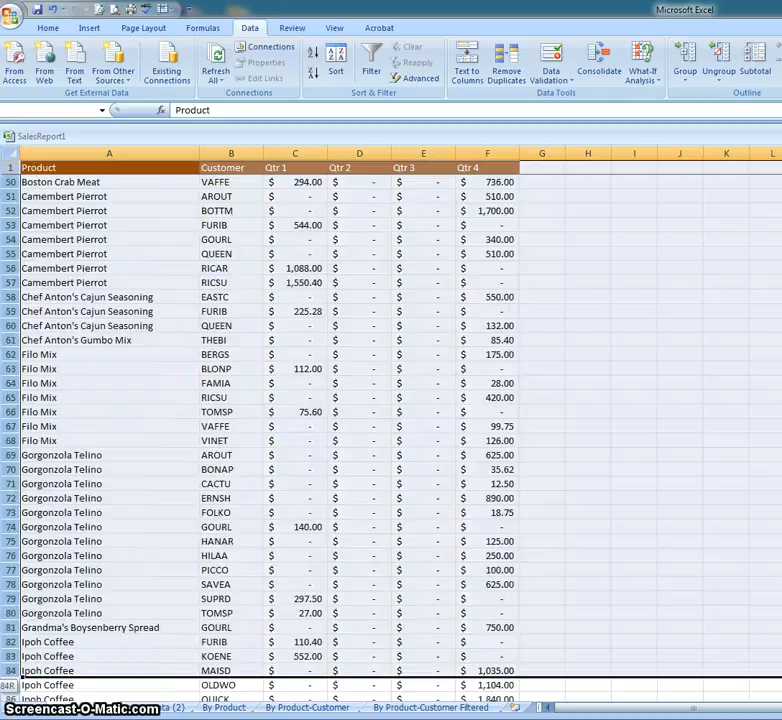 Microsoft Excel
Home Insert Page Layout Formulas Data Review View Acrobat
From Access From Web From Text From Other Sources Existing Connections Refresh All Connections Properties Edit Links Sort Filter Clear Reapply Advanced Text to Columns Remove Duplicates Data Validation Consolidate What-If Analysis Group Ungroup Subtotal
Get External Data Connections Sort & Filter Data Tools Outline
fx Product
SalesReport1
A B C D E F G H I J K L
1 Product Customer Qtr 1 Qtr 2 Qtr 3 Qtr 4
50 Boston Crab Meat VAFFE $ 294.00 $ - $ - $ 736.00
51 Camembert Pierrot AROUT $ - $ - $ - $ 510.00
52 Camembert Pierrot BOTTM $ - $ - $ - $ 1,700.00
53 Camembert Pierrot FURIB $ 544.00 $ - $ - $ -
54 Camembert Pierrot GOURL $ - $ - $ - $ 340.00
55 Camembert Pierrot QUEEN $ - $ - $ - $ 510.00
56 Camembert Pierrot RICAR $ 1,088.00 $ - $ - $ -
57 Camembert Pierrot RICSU $ 1,550.40 $ - $ - $ -
58 Chef Anton's Cajun Seasoning EASTC $ - $ - $ - $ 550.00
59 Chef Anton's Cajun Seasoning FURIB $ 225.28 $ - $ - $ -
60 Chef Anton's Cajun Seasoning QUEEN $ - $ - $ - $ 132.00
61 Chef Anton's Gumbo Mix THEBI $ - $ - $ - $ 85.40
62 Filo Mix BERGS $ - $ - $ - $ 175.00
63 Filo Mix BLONP $ 112.00 $ - $ - $ -
64 Filo Mix FAMIA $ - $ - $ - $ 28.00
65 Filo Mix RICSU $ - $ - $ - $ 420.00
66 Filo Mix TOMSP $ 75.60 $ - $ - $ -
67 Filo Mix VAFFE $ - $ - $ - $ 99.75
68 Filo Mix VINET $ - $ - $ - $ 126.00
69 Gorgonzola Telino AROUT $ - $ - $ - $ 625.00
70 Gorgonzola Telino BONAP $ - $ - $ - $ 35.62
71 Gorgonzola Telino CACTU $ - $ - $ - $ 12.50
72 Gorgonzola Telino ERNSH $ - $ - $ - $ 890.00
73 Gorgonzola Telino FOLKO $ - $ - $ - $ 18.75
74 Gorgonzola Telino GOURL $ 140.00 $ - $ - $ -
75 Gorgonzola Telino HANAR $ - $ - $ - $ 125.00
76 Gorgonzola Telino HILAA $ - $ - $ - $ 250.00
77 Gorgonzola Telino PICCO $ - $ - $ - $ 100.00
78 Gorgonzola Telino SAVEA $ - $ - $ - $ 625.00
79 Gorgonzola Telino SUPRD $ 297.50 $ - $ - $ -
80 Gorgonzola Telino TOMSP $ 27.00 $ - $ - $ -
81 Grandma's Boysenberry Spread GOURL $ - $ - $ - $ 750.00
82 Ipoh Coffee FURIB $ 110.40 $ - $ - $ -
83 Ipoh Coffee KOENE $ 552.00 $ - $ - $ -
84 Ipoh Coffee MAISD $ - $ - $ - $ 1,035.00
84R Ipoh Coffee OLDWO $ - $ - $ - $ 1,104.00
86 Ipoh Coffee QUICK $ - $ - $ - $ 1,840.00
Screencast-O-Matic.com (2) By Product By Product-Customer By Product-Customer Filtered